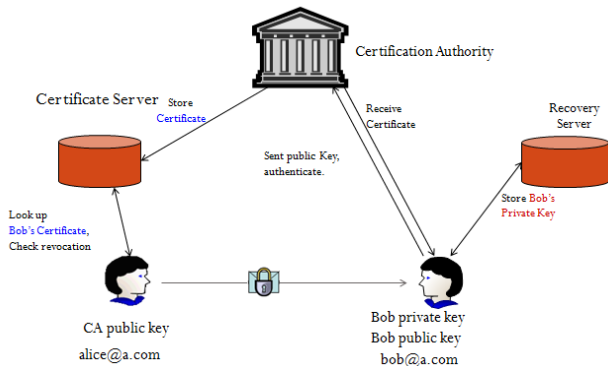 Certification Authority
Certificate Server
Store
Certificate
Receive
Certificate
Recovery
Server
Sent public Key,
authenticate.
Store Bob's
Private Key
Look up
Bob's Certificate,
Check revocation
CA public key
alice@a.com
Bob private key
Bob public key
bob@a.com